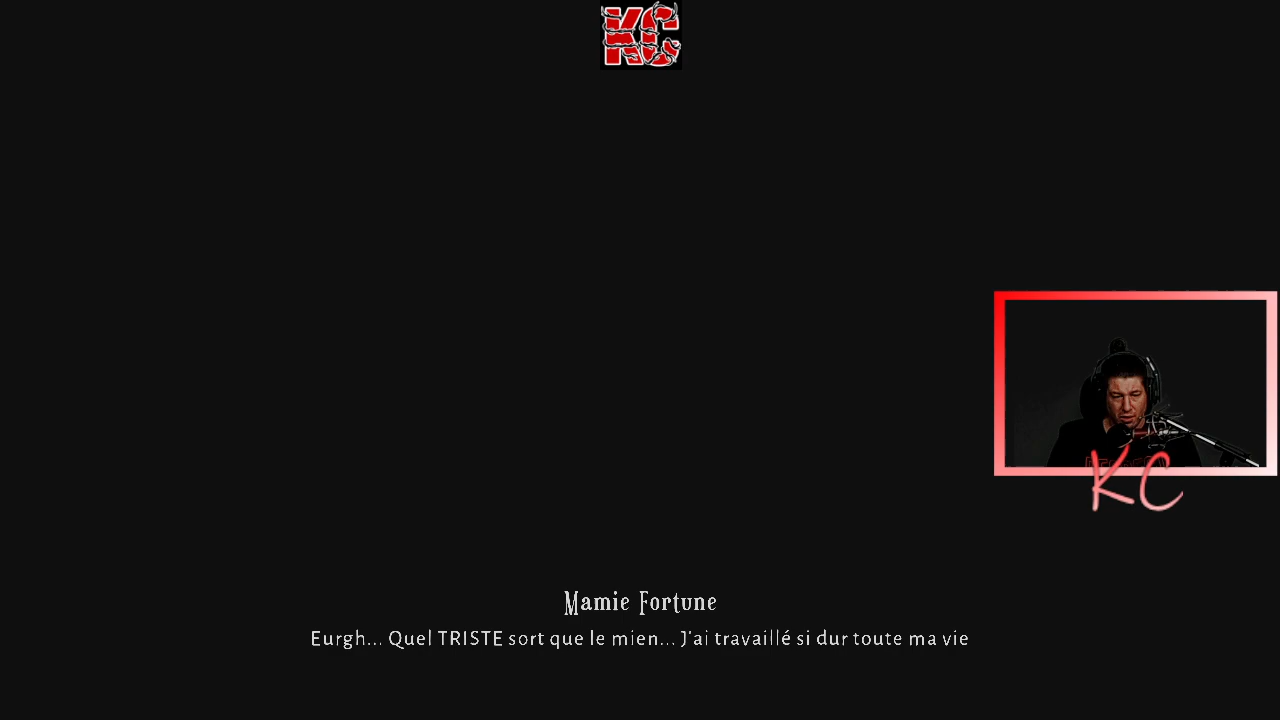 KC
KC
Mamie Fortune
Eurgh... Quel TRISTE sort que le mien... J'ai travaillé si dur toute ma vie